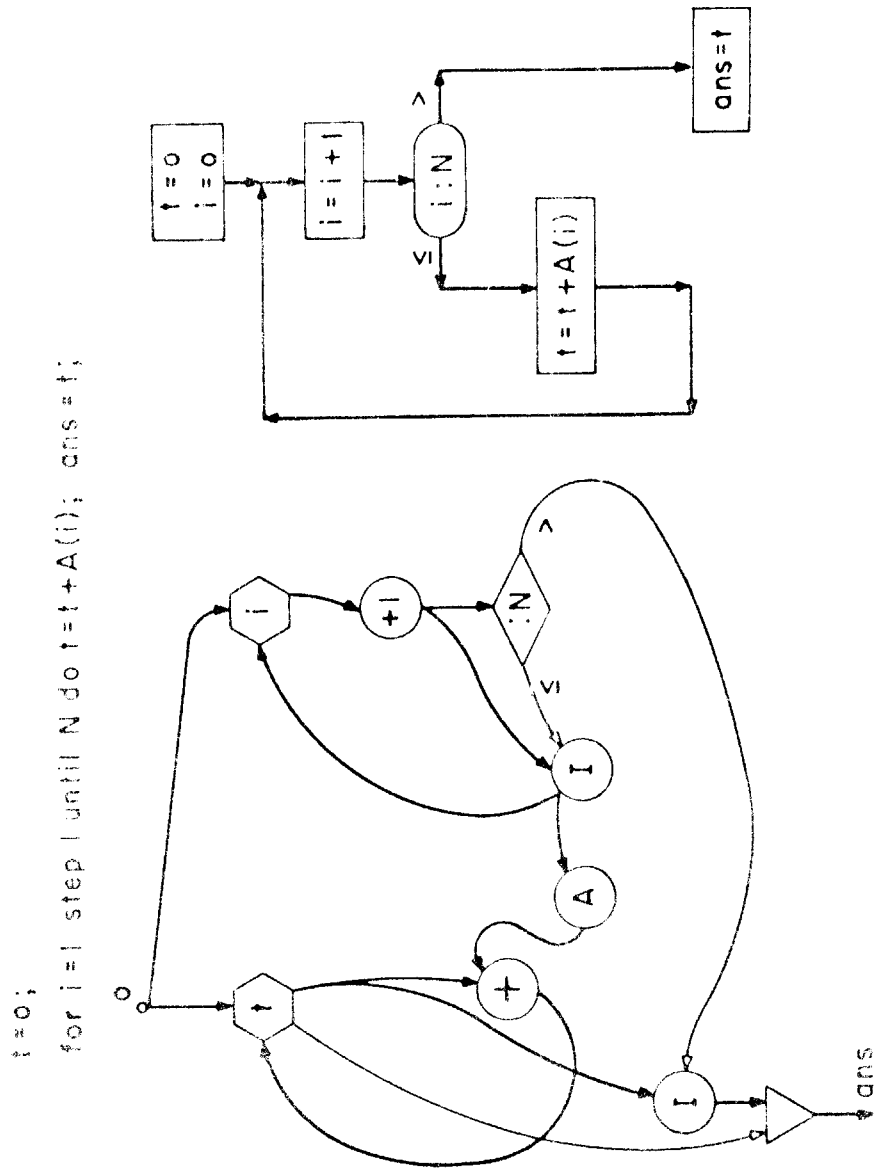 t=0;
for i=1 step 1 until N do t=t+A(i); ans=t;
0
t
i
+1
:N
≤
>
I
A
+
I
ans
t=0
i=0
i=i+1
i:N
≤
>
t=t+A(i)
ans=t